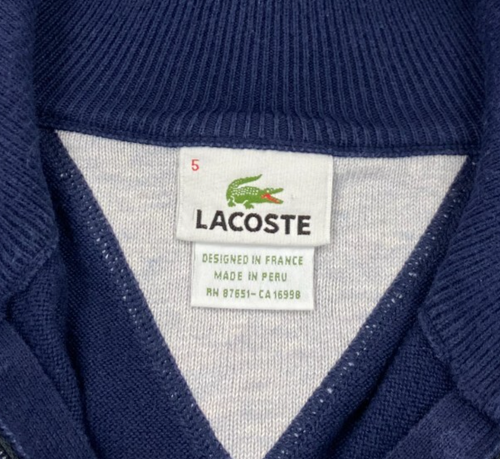 5
LACOSTE
DESIGNED IN FRANCE
MADE IN PERU
RN 87651-CA16998